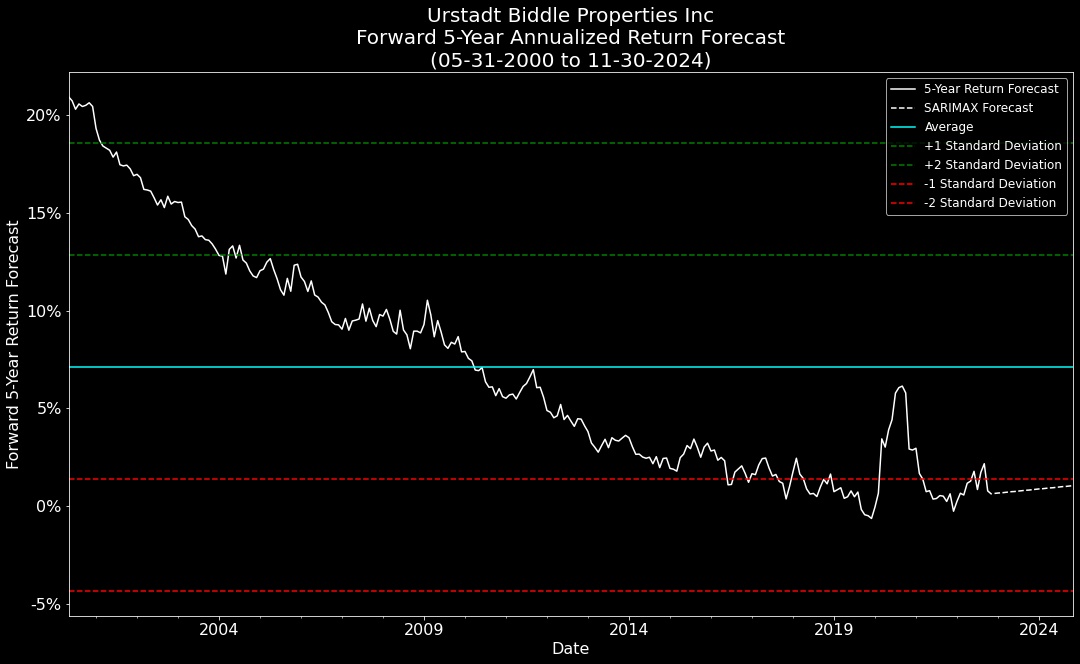 Urstadt Biddle Properties Inc
Forward 5-Year Annualized Return Forecast
(05-31-2000 to 11-30-2024)
5-Year Return Forecast
SARIMAX Forecast
Average
+1 Standard Deviation
+2 Standard Deviation
-1 Standard Deviation
-2 Standard Deviation
Forward 5-Year Return Forecast
20%
15%
10%
5%
0%
-5%
2004
2009
2014
2019
2024
Date